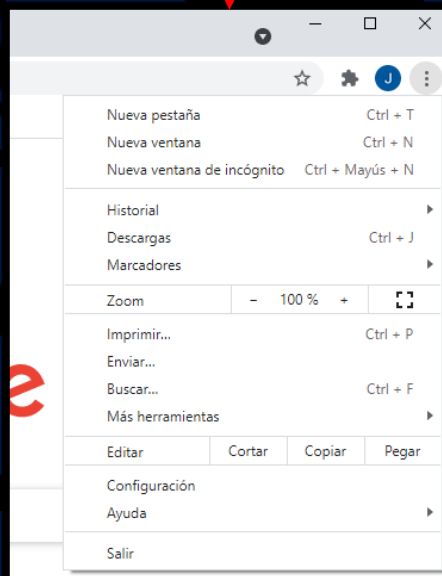 J
Nueva pestaña Ctrl + T
Nueva ventana Ctrl + N
Nueva ventana de incógnito Ctrl + Mayús + N
Historial
Descargas Ctrl + J
Marcadores
Zoom - 100 % +
Imprimir... Ctrl + P
Enviar...
e
Buscar... Ctrl + F
Más herramientas
Editar Cortar Copiar Pegar
Configuración
Ayuda
Salir